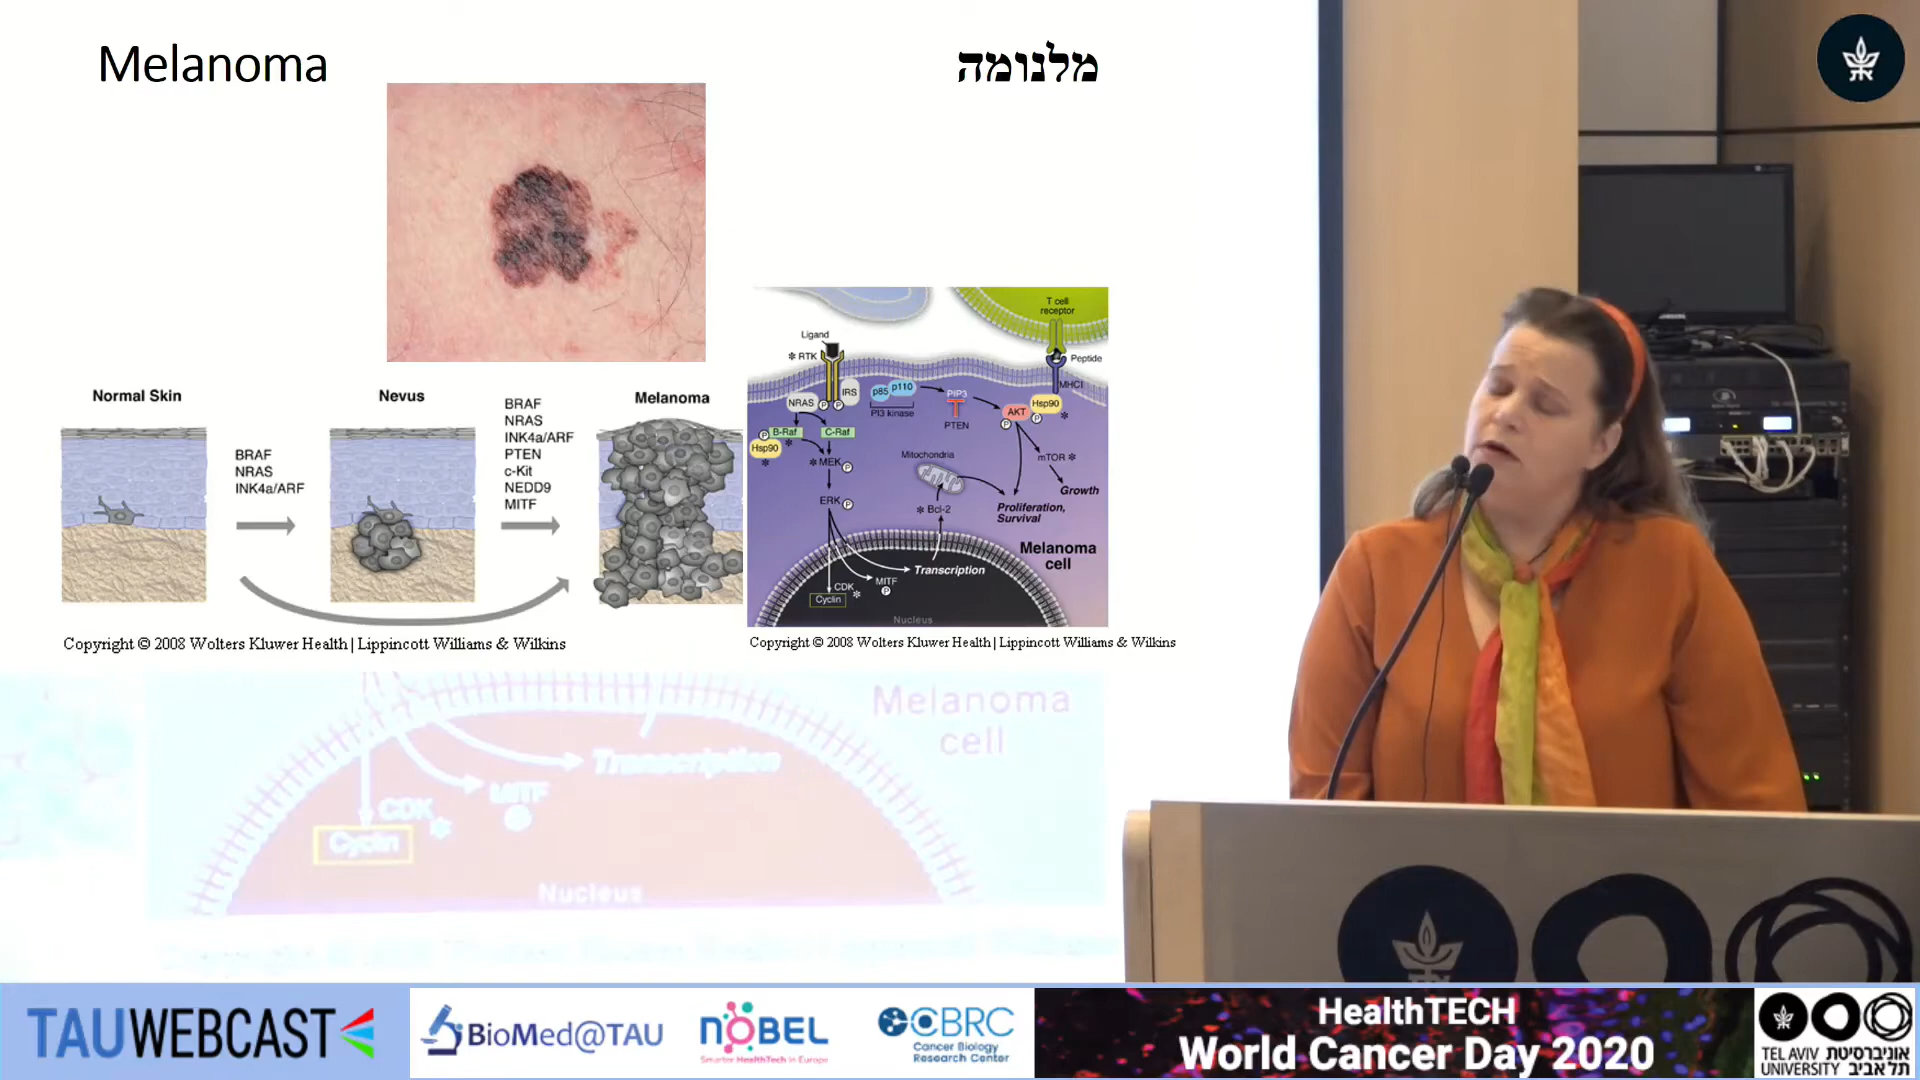 Melanoma
מלנומה
Normal Skin
BRAF
NRAS
INK4a/ARF
Nevus
BRAF
NRAS
INK4a/ARF
PTEN
c-Kit
NEDD9
MITF
Melanoma
Copyright © 2008 Wolters Kluwer Health | Lippincott Williams & Wilkins
T cell
receptor
Ligand
* RTK
Peptide
MHCI
IRS
NRAS
P
P
p85
p110
PI3 kinase
PIP3
PTEN
AKT
P
Hsp90
P
*
P
B-Raf
*
C-Raf
Hsp90
*
* MEK
P
mTOR *
Mitochondria
Growth
ERK
P
* Bcl-2
Proliferation,
Survival
Melanoma
cell
Transcription
MITF
P
CDK
*
Cyclin
Nucleus
Copyright © 2008 Wolters Kluwer Health | Lippincott Williams & Wilkins
Melanoma
cell
Transcription
MITF
CDK
*
Cyclin
Nucleus
TAUWEBCAST
BioMed@TAU
NOBEL
Smarter HealthTech in Europe
CBRC
Cancer Biology
Research Center
HealthTECH
World Cancer Day 2020
TEL AVIV אוניברסיטת
UNIVERSITY תל אביב